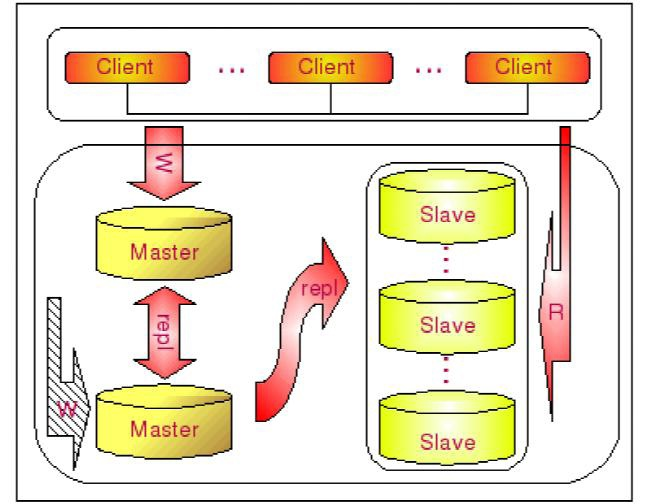 Client ... Client ... Client
W
Master
Slave
repl
repl
Slave
R
W
Master
Slave